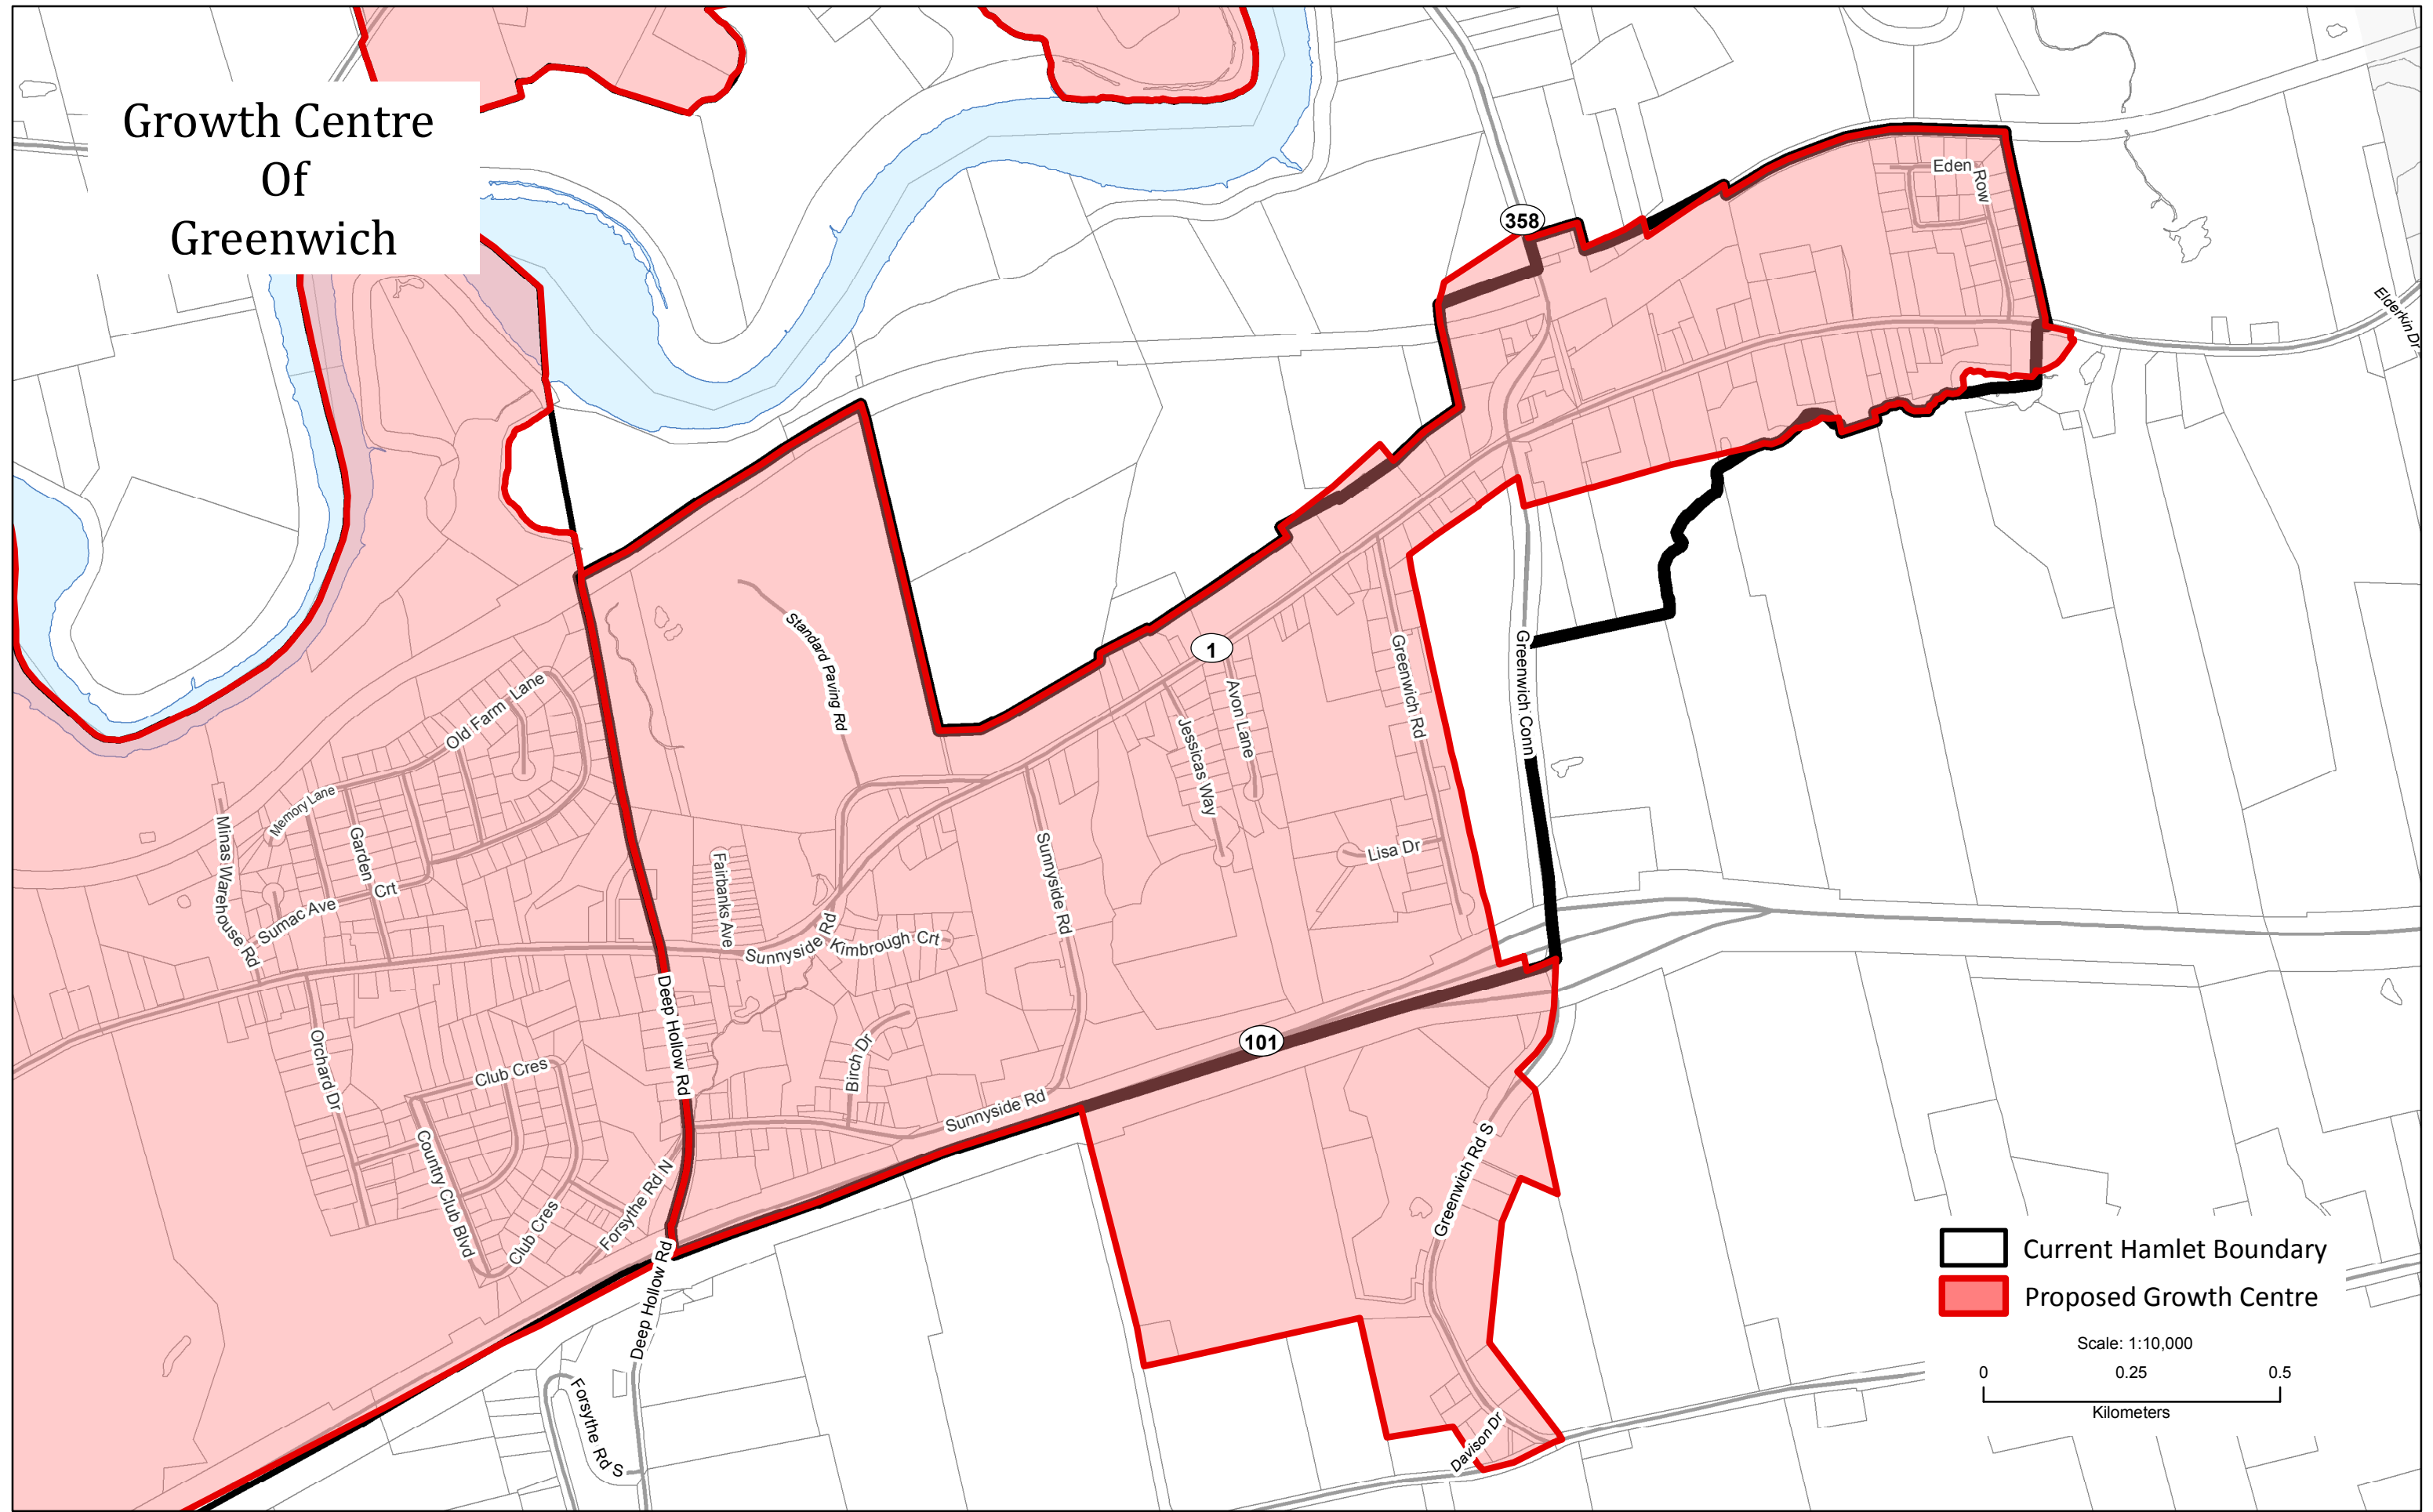 Growth Centre
Of
Greenwich
358
Eden
Row
Elderkin Dr
Standard Paving Rd
1
Greenwich Rd
Greenwich Conn
Avon Lane
Jessicas Way
Old Farm Lane
Memory Lane
Garden
Crt
Minas Warehouse Rd
Sumac Ave
Lisa Dr
Sunnyside Rd
Fairbanks Ave
Sunnyside Rd
Kimbrough Crt
Deep Hollow Rd
Orchard Dr
Birch Dr
101
Club Cres
Sunnyside Rd
Country Club Blvd
Club Cres
Forsythe Rd N
Greenwich Rd S
Deep Hollow Rd
Forsythe Rd S
Davison Dr
Current Hamlet Boundary
Proposed Growth Centre
Scale: 1:10,000
0 0.25 0.5
Kilometers